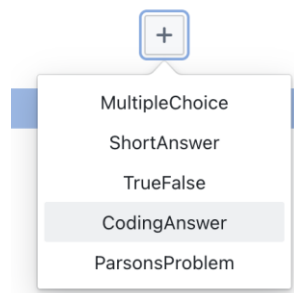 +
MultipleChoice
ShortAnswer
TrueFalse
CodingAnswer
ParsonsProblem